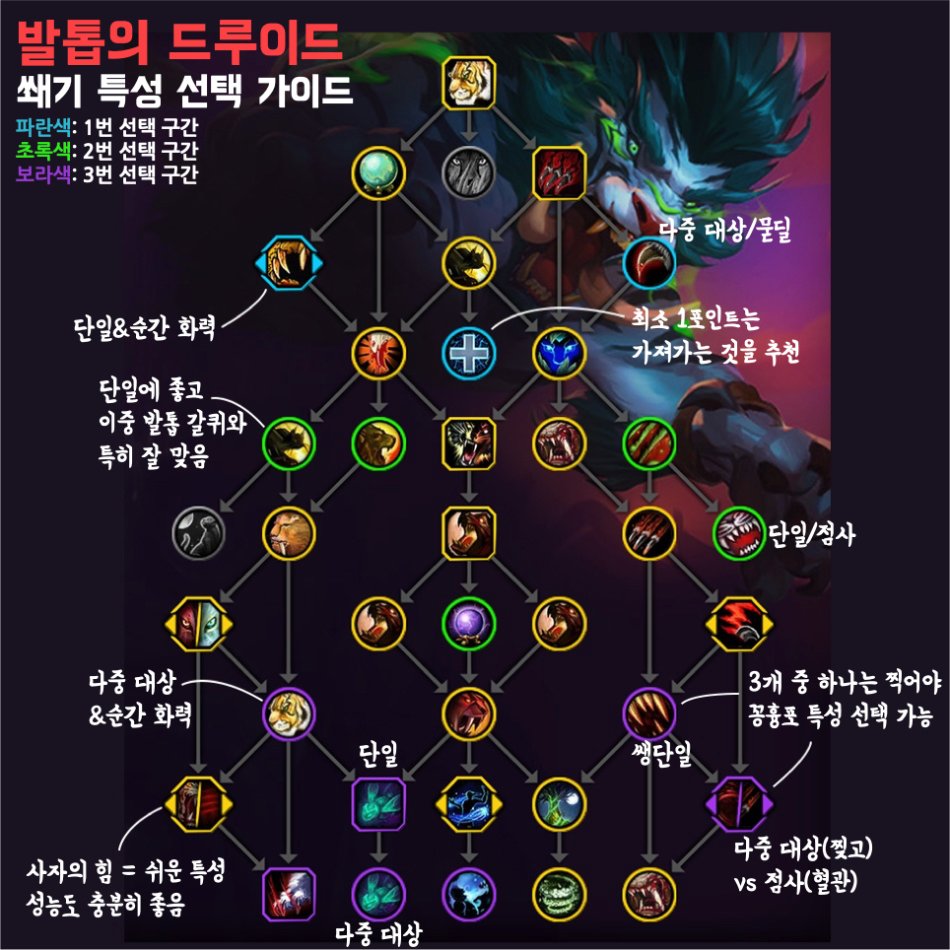 발톱의 드루이드
쐐기 특성 선택 가이드
파란색: 1번 선택 구간
초록색: 2번 선택 구간
보라색: 3번 선택 구간
다중 대상/묻딜
단일&순간 화력
최소 1포인트는
가져가는 것을 추천
단일에 좋고
이중 발톱 갈퀴와
특히 잘 맞음
단일/점사
다중 대상
&순간 화력
3개 중 하나는 찍어야
꽁흉포 특성 선택 가능
단일
쌩단일
사자의 힘 = 쉬운 특성
성능도 충분히 좋음
다중 대상(찢고)
vs 점사(혈관)
다중 대상